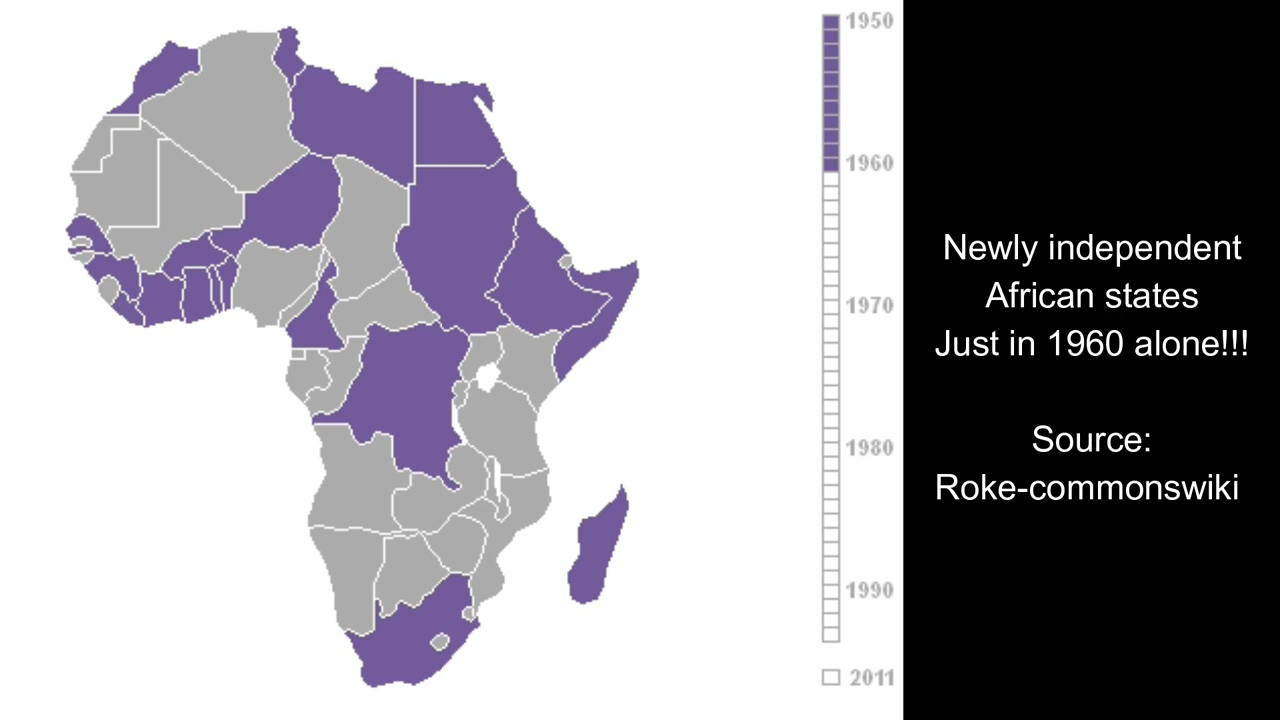 1950
1960
1970
1980
1990
2011
Newly independent
African states
Just in 1960 alone!!!
Source:
Roke-commonswiki